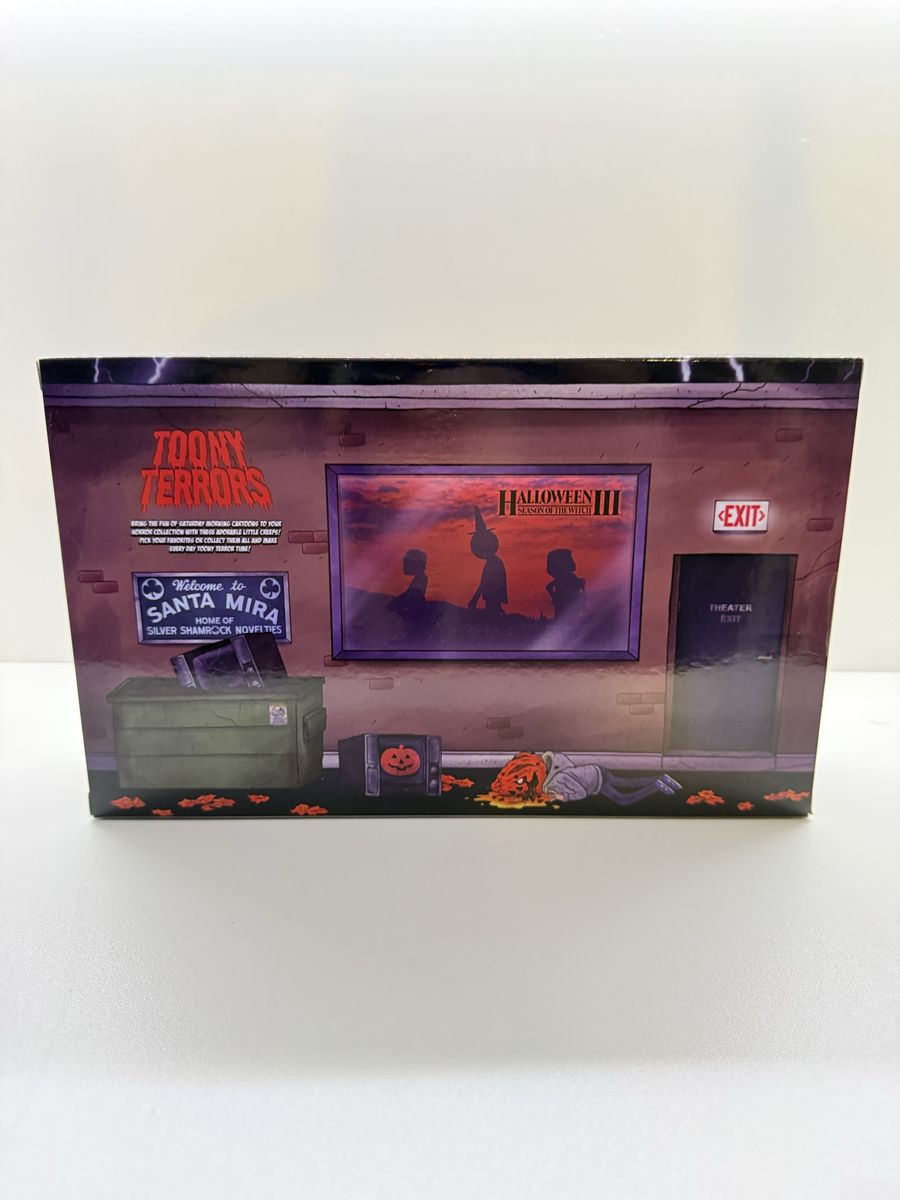 TOONY
TERRORS
BRING THE FUN OF SATURDAY MORNING CARTOONS TO YOUR
HORROR COLLECTION WITH THESE ADORABLE LITTLE CREEPS!
PICK YOUR FAVORITES OR COLLECT THEM ALL AND MAKE
EVERY DAY TOONY TERROR TIME!
Welcome to
SANTA MIRA
HOME OF
SILVER SHAMROCK NOVELTIES
HALLOWEEN III
SEASON OF THE WITCH
<EXIT>
THEATER
EXIT